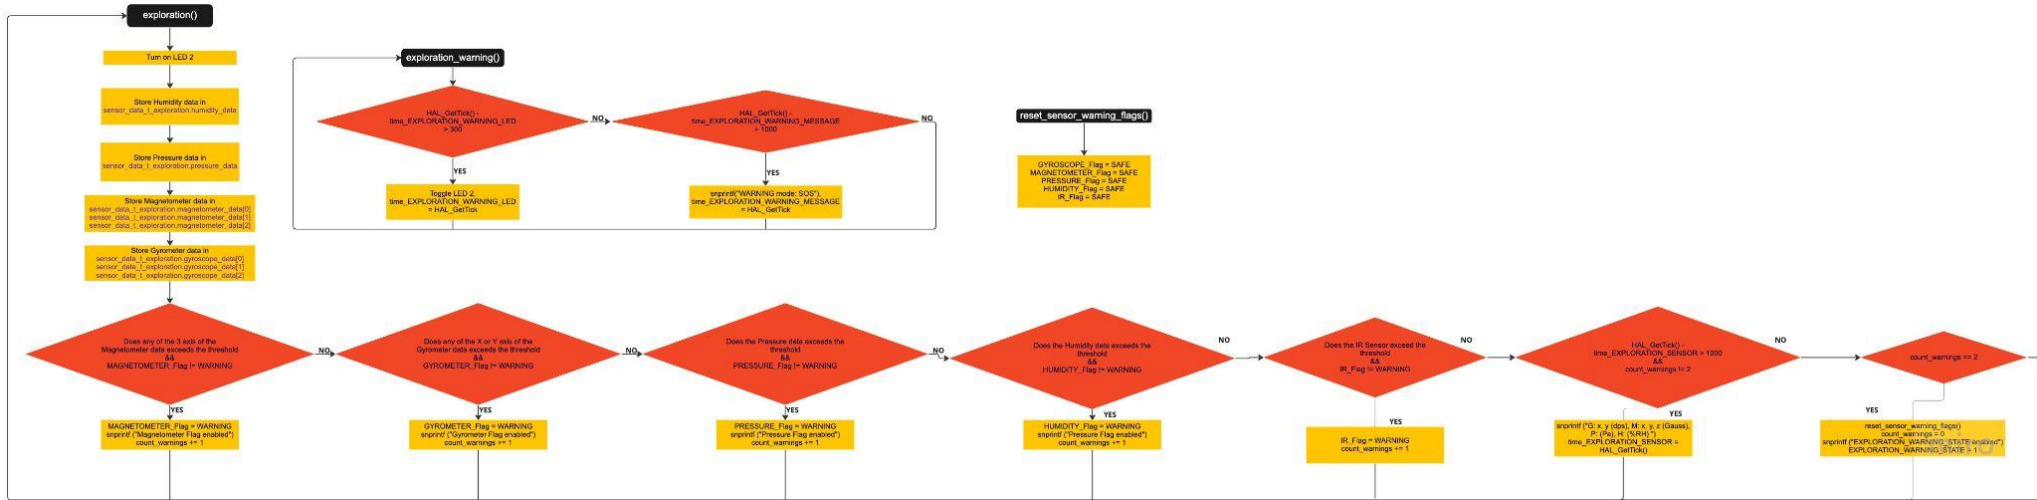 exploration()
Turn on LED 2
Store Humidity data in
sensor_data_t_exploration.humidity_data
Store Pressure data in
sensor_data_t_exploration.pressure_data
Store Magnetometer data in
sensor_data_t_exploration.magnetometer_data[0]
sensor_data_t_exploration.magnetometer_data[1]
sensor_data_t_exploration.magnetometer_data[2]
Store Gyrometer data in
sensor_data_t_exploration.gyroscope_data[0]
sensor_data_t_exploration.gyroscope_data[1]
sensor_data_t_exploration.gyroscope_data[2]
exploration_warning()
HAL_GetTick() -
time_EXPLORATION_WARNING_LED
> 300
NO
HAL_GetTick() -
time_EXPLORATION_WARNING_MESSAGE
> 1000
NO
YES
Toggle LED 2,
time_EXPLORATION_WARNING_LED
= HAL_GetTick
YES
snprintf("WARNING mode: SOS"),
time_EXPLORATION_WARNING_MESSAGE
= HAL_GetTick
reset_sensor_warning_flags()
GYROSCOPE_Flag = SAFE
MAGNETOMETER_Flag = SAFE
PRESSURE_Flag = SAFE
HUMIDITY_Flag = SAFE
IR_Flag = SAFE
Does any of the 3 axis of the
Magnetometer data exceeds the threshold
&&
MAGNETOMETER_Flag != WARNING
NO
Does any of the X or Y axis of the
Gyrometer data exceeds the threshold
&&
GYROMETER_Flag != WARNING
NO
Does the Pressure data exceeds the
threshold
&&
PRESSURE_Flag != WARNING
NO
Does the Humidity data exceeds the
threshold
&&
HUMIDITY_Flag != WARNING
NO
Does the IR Sensor exceed the
threshold
&&
IR_Flag != WARNING
NO
HAL_GetTick() -
time_EXPLORATION_SENSOR > 1000
&&
count_warnings != 2
NO
count_warnings == 2
YES
MAGNETOMETER_Flag = WARNING
snprintf ("Magnetometer Flag enabled")
count_warnings += 1
YES
GYROMETER_Flag = WARNING
snprintf ("Gyrometer Flag enabled")
count_warnings += 1
YES
PRESSURE_Flag = WARNING
snprintf ("Pressure Flag enabled")
count_warnings += 1
YES
HUMIDITY_Flag = WARNING
snprintf ("Pressure Flag enabled")
count_warnings += 1
YES
IR_Flag = WARNING
count_warnings += 1
YES
snprintf ("G: x, y (dps), M: x, y, z (Gauss),
P: (Pa), H: (%RH) ")
time_EXPLORATION_SENSOR =
HAL_GetTick()
YES
reset_sensor_warning_flags()
count_warnings = 0
snprintf ("EXPLORATION_WARNING_STATE enabled")
EXPLORATION_WARNING_STATE = 1